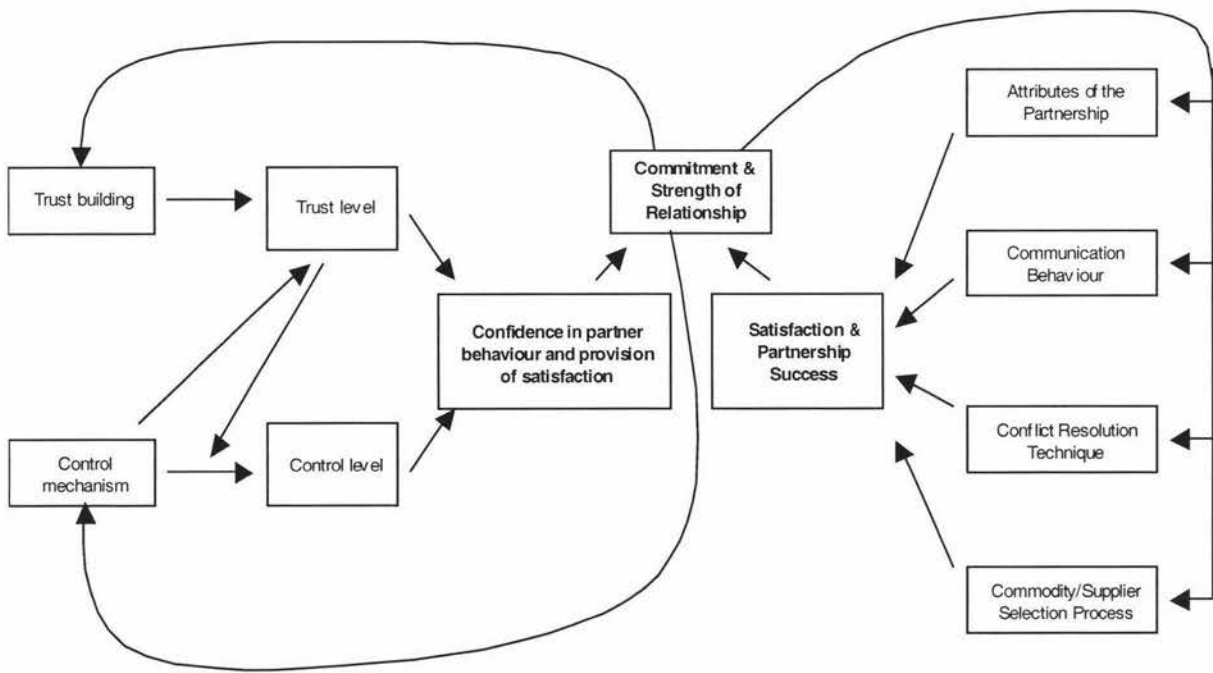 Attributes of the
Partnership
Commitment &
Strength of
Relationship
Trust building
Trust level
Communication
Behaviour
Confidence in partner
behaviour and provision
of satisfaction
Satisfaction &
Partnership
Success
Control
mechanism
Control level
Conflict Resolution
Technique
Commodity/Supplier
Selection Process